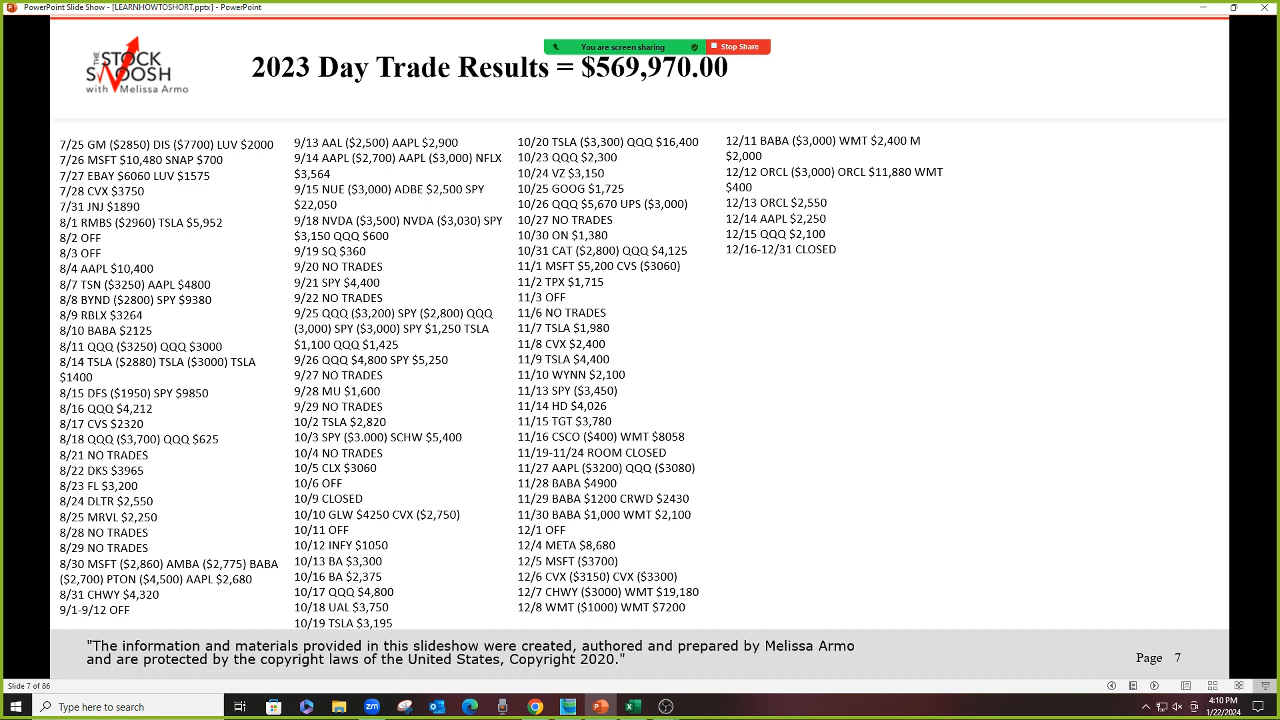 PowerPoint Slide Show - [LEARNHOWTOSHORT.pptx] - PowerPoint
You are screen sharing
Stop Share
THE
STOCK
SWOOSH
with Melissa Armo
2023 Day Trade Results = $569,970.00
7/25 GM ($2850) DIS ($7700) LUV $2000
7/26 MSFT $10,480 SNAP $700
7/27 EBAY $6060 LUV $1575
7/28 CVX $3750
7/31 JNJ $1890
8/1 RMBS ($2960) TSLA $5,952
8/2 OFF
8/3 OFF
8/4 AAPL $10,400
8/7 TSN ($3250) AAPL $4800
8/8 BYND ($2800) SPY $9380
8/9 RBLX $3264
8/10 BABA $2125
8/11 QQQ ($3250) QQQ $3000
8/14 TSLA ($2880) TSLA ($3000) TSLA
$1400
8/15 DFS ($1950) SPY $9850
8/16 QQQ $4,212
8/17 CVS $2320
8/18 QQQ ($3,700) QQQ $625
8/21 NO TRADES
8/22 DKS $3965
8/23 FL $3,200
8/24 DLTR $2,550
8/25 MRVL $2,250
8/28 NO TRADES
8/29 NO TRADES
8/30 MSFT ($2,860) AMBA ($2,775) BABA
($2,700) PTON ($4,500) AAPL $2,680
8/31 CHWY $4,320
9/1-9/12 OFF
9/13 AAL ($2,500) AAPL $2,900
9/14 AAPL ($2,700) AAPL ($3,000) NFLX
$3,564
9/15 NUE ($3,000) ADBE $2,500 SPY
$22,050
9/18 NVDA ($3,500) NVDA ($3,030) SPY
$3,150 QQQ $600
9/19 SQ $360
9/20 NO TRADES
9/21 SPY $4,400
9/22 NO TRADES
9/25 QQQ ($3,200) SPY ($2,800) QQQ
(3,000) SPY ($3,000) SPY $1,250 TSLA
$1,100 QQQ $1,425
9/26 QQQ $4,800 SPY $5,250
9/27 NO TRADES
9/28 MU $1,600
9/29 NO TRADES
10/2 TSLA $2,820
10/3 SPY ($3.000) SCHW $5,400
10/4 NO TRADES
10/5 CLX $3060
10/6 OFF
10/9 CLOSED
10/10 GLW $4250 CVX ($2,750)
10/11 OFF
10/12 INFY $1050
10/13 BA $3,300
10/16 BA $2,375
10/17 QQQ $4,800
10/18 UAL $3,750
10/19 TSLA $3,195
10/20 TSLA ($3,300) QQQ $16,400
10/23 QQQ $2,300
10/24 VZ $3,150
10/25 GOOG $1,725
10/26 QQQ $5,670 UPS ($3,000)
10/27 NO TRADES
10/30 ON $1,380
10/31 CAT ($2,800) QQQ $4,125
11/1 MSFT $5,200 CVS ($3060)
11/2 TPX $1,715
11/3 OFF
11/6 NO TRADES
11/7 TSLA $1,980
11/8 CVX $2,400
11/9 TSLA $4,400
11/10 WYNN $2,100
11/13 SPY ($3,450)
11/14 HD $4,026
11/15 TGT $3,780
11/16 CSCO ($400) WMT $8058
11/19-11/24 ROOM CLOSED
11/27 AAPL ($3200) QQQ ($3080)
11/28 BABA $4900
11/29 BABA $1200 CRWD $2430
11/30 BABA $1,000 WMT $2,100
12/1 OFF
12/4 META $8,680
12/5 MSFT ($3700)
12/6 CVX ($3150) CVX ($3300)
12/7 CHWY ($3000) WMT $19,180
12/8 WMT ($1000) WMT $7200
12/11 BABA ($3,000) WMT $2,400 M
$2,000
12/12 ORCL ($3,000) ORCL $11,880 WMT
$400
12/13 ORCL $2,550
12/14 AAPL $2,250
12/15 QQQ $2,100
12/16-12/31 CLOSED
"The information and materials provided in this slideshow were created, authored and prepared by Melissa Armo
and are protected by the copyright laws of the United States, Copyright 2020."
Page 7
Slide 7 of 86
Type here to search
4:10 PM
1/22/2024